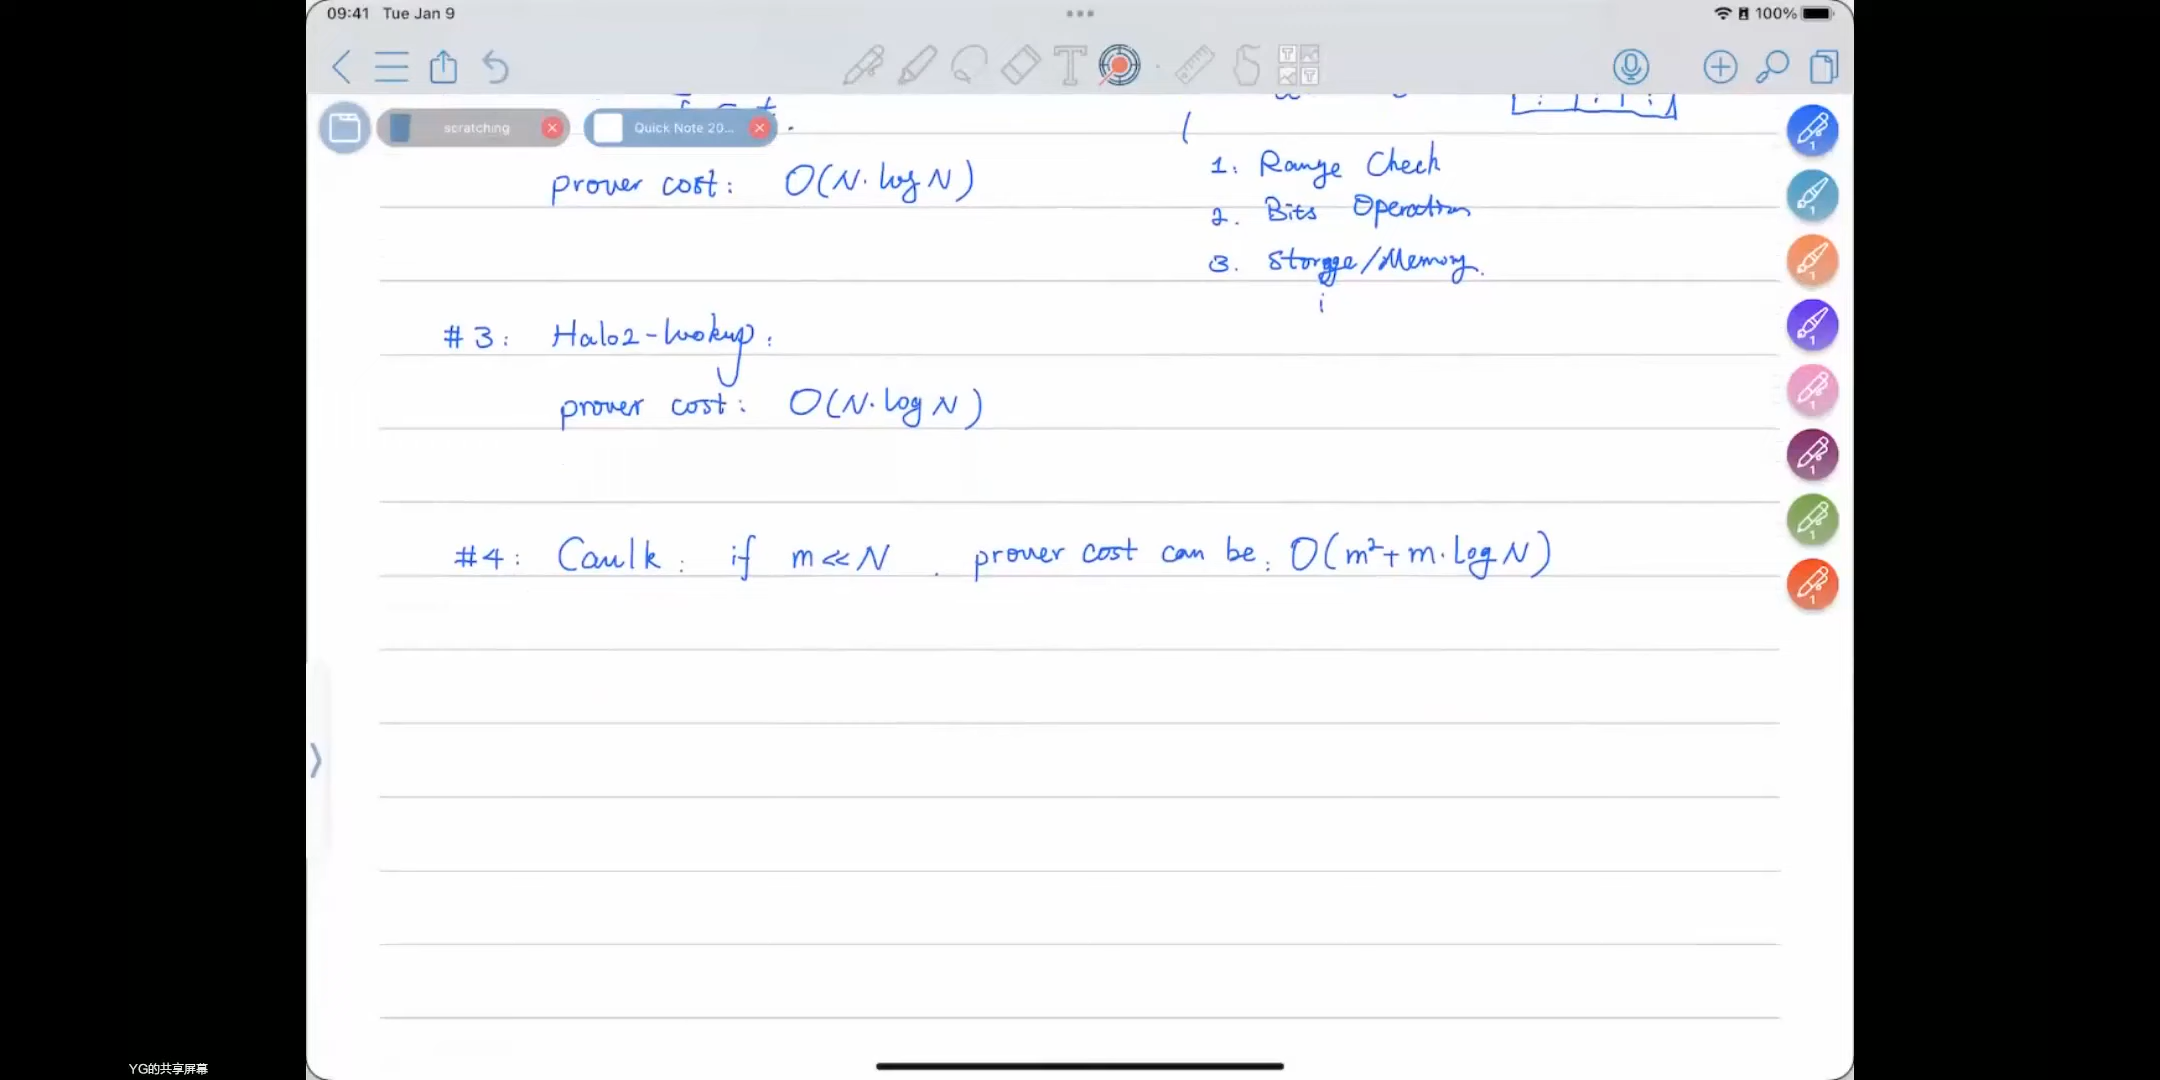 09:41 Tue Jan 9
100%
scratching
Quick Note 20...
prover cost: O(N·log N)
1. Range Check
2. Bits Operation
3. Storage/Memory.
#3: Halo2-lookup:
prover cost: O(N·log N)
#4: Caulk: if m << N. prover cost can be: O(m²+m·log N)
YG的共享屏幕